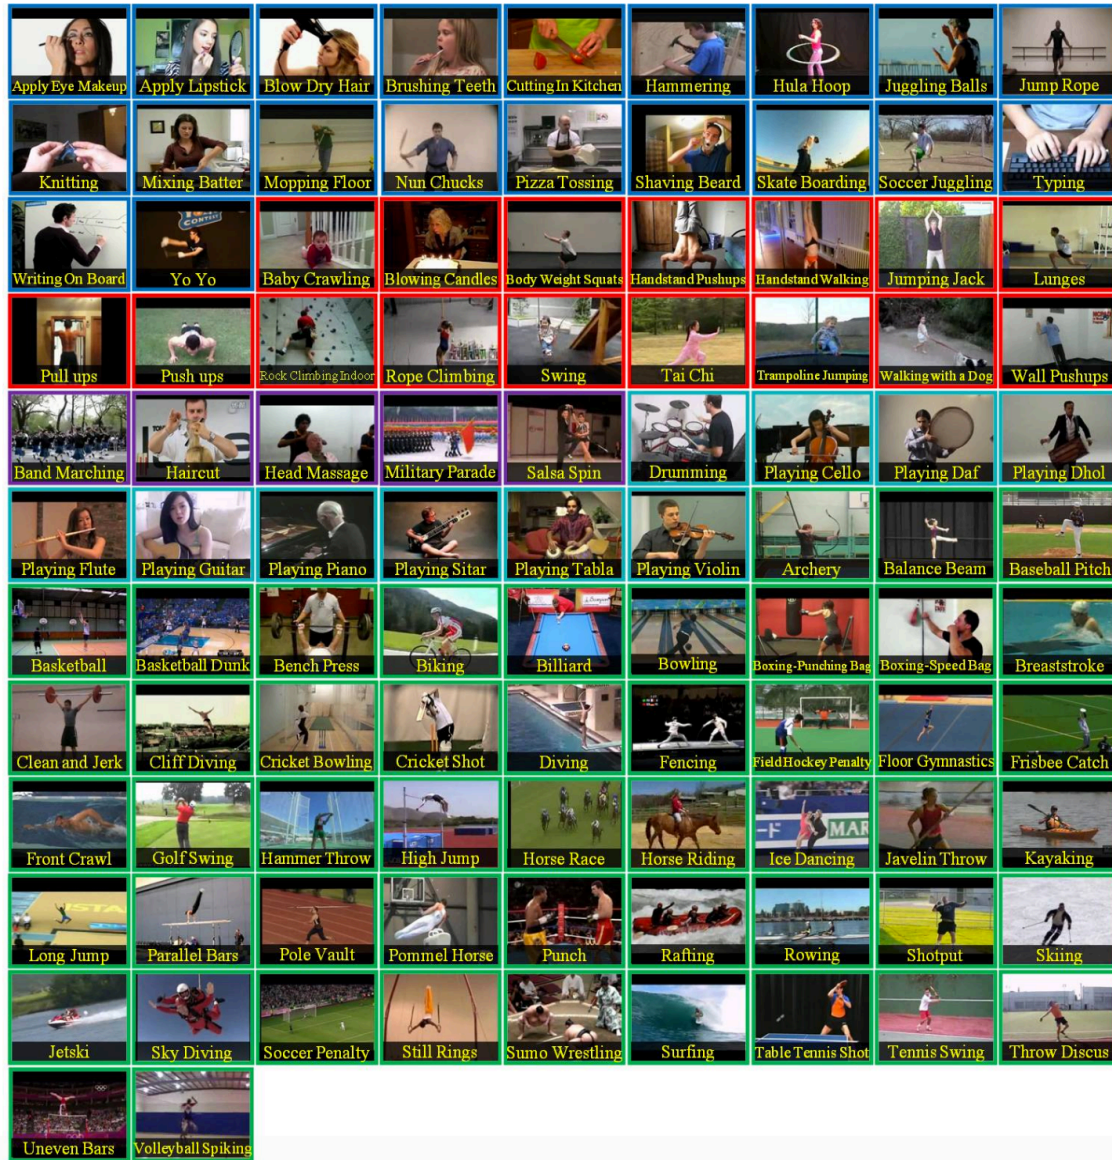 Apply Eye Makeup
Apply Lipstick
Blow Dry Hair
Brushing Teeth
Cutting In Kitchen
Hammering
Hula Hoop
Juggling Balls
Jump Rope
Knitting
Mixing Batter
Mopping Floor
Nun Chucks
Pizza Tossing
Shaving Beard
Skate Boarding
Soccer Juggling
Typing
Writing On Board
CONTEST
Yo Yo
Baby Crawling
Blowing Candles
Body Weight Squats
Handstand Pushups
Handstand Walking
Jumping Jack
Lunges
Pull ups
Push ups
Rock Climbing Indoor
Rope Climbing
Swing
Tai Chi
Trampoline Jumping
Walking with a Dog
Wall Pushups
Band Marching
Haircut
Head Massage
Military Parade
Salsa Spin
Drumming
Playing Cello
Playing Daf
Playing Dhol
Playing Flute
Playing Guitar
Playing Piano
Playing Sitar
Playing Tabla
Playing Violin
Archery
Balance Beam
Baseball Pitch
Basketball
Basketball Dunk
Bench Press
Biking
Billiard
Bowling
Boxing-Punching Bag
Boxing-Speed Bag
Breaststroke
Clean and Jerk
Cliff Diving
Cricket Bowling
Cricket Shot
Diving
Fencing
Field Hockey Penalty
Floor Gymnastics
Frisbee Catch
Front Crawl
Golf Swing
Hammer Throw
High Jump
Horse Race
Horse Riding
MAR
Ice Dancing
Javelin Throw
Kayaking
Long Jump
Parallel Bars
Pole Vault
Pommel Horse
Punch
Rafting
Rowing
Shotput
Skiing
Jetski
Sky Diving
Soccer Penalty
Still Rings
Sumo Wrestling
Surfing
Table Tennis Shot
Tennis Swing
Throw Discus
Uneven Bars
Volleyball Spiking